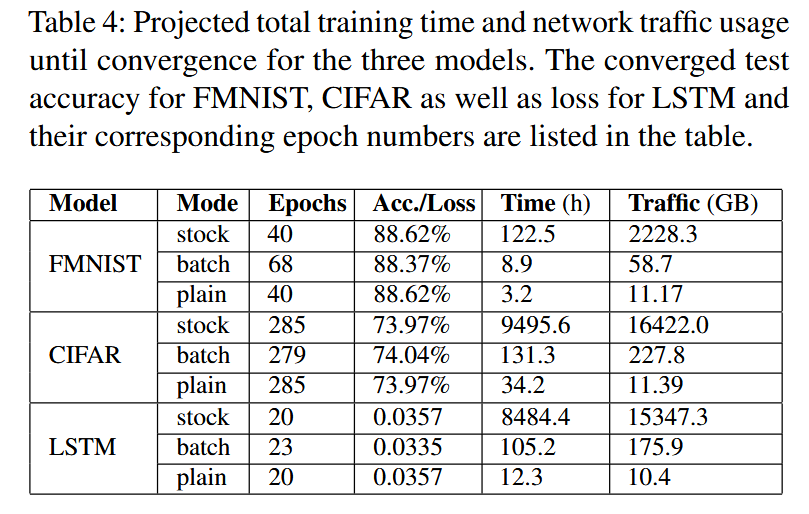 Table 4: Projected total training time and network traffic usage
until convergence for the three models. The converged test
accuracy for FMNIST, CIFAR as well as loss for LSTM and
their corresponding epoch numbers are listed in the table.
Model Mode Epochs Acc./Loss Time (h) Traffic (GB)
stock 40 88.62% 122.5 2228.3
FMNIST batch 68 88.37% 8.9 58.7
plain 40 88.62% 3.2 11.17
stock 285 73.97% 9495.6 16422.0
CIFAR batch 279 74.04% 131.3 227.8
plain 285 73.97% 34.2 11.39
stock 20 0.0357 8484.4 15347.3
LSTM batch 23 0.0335 105.2 175.9
plain 20 0.0357 12.3 10.4